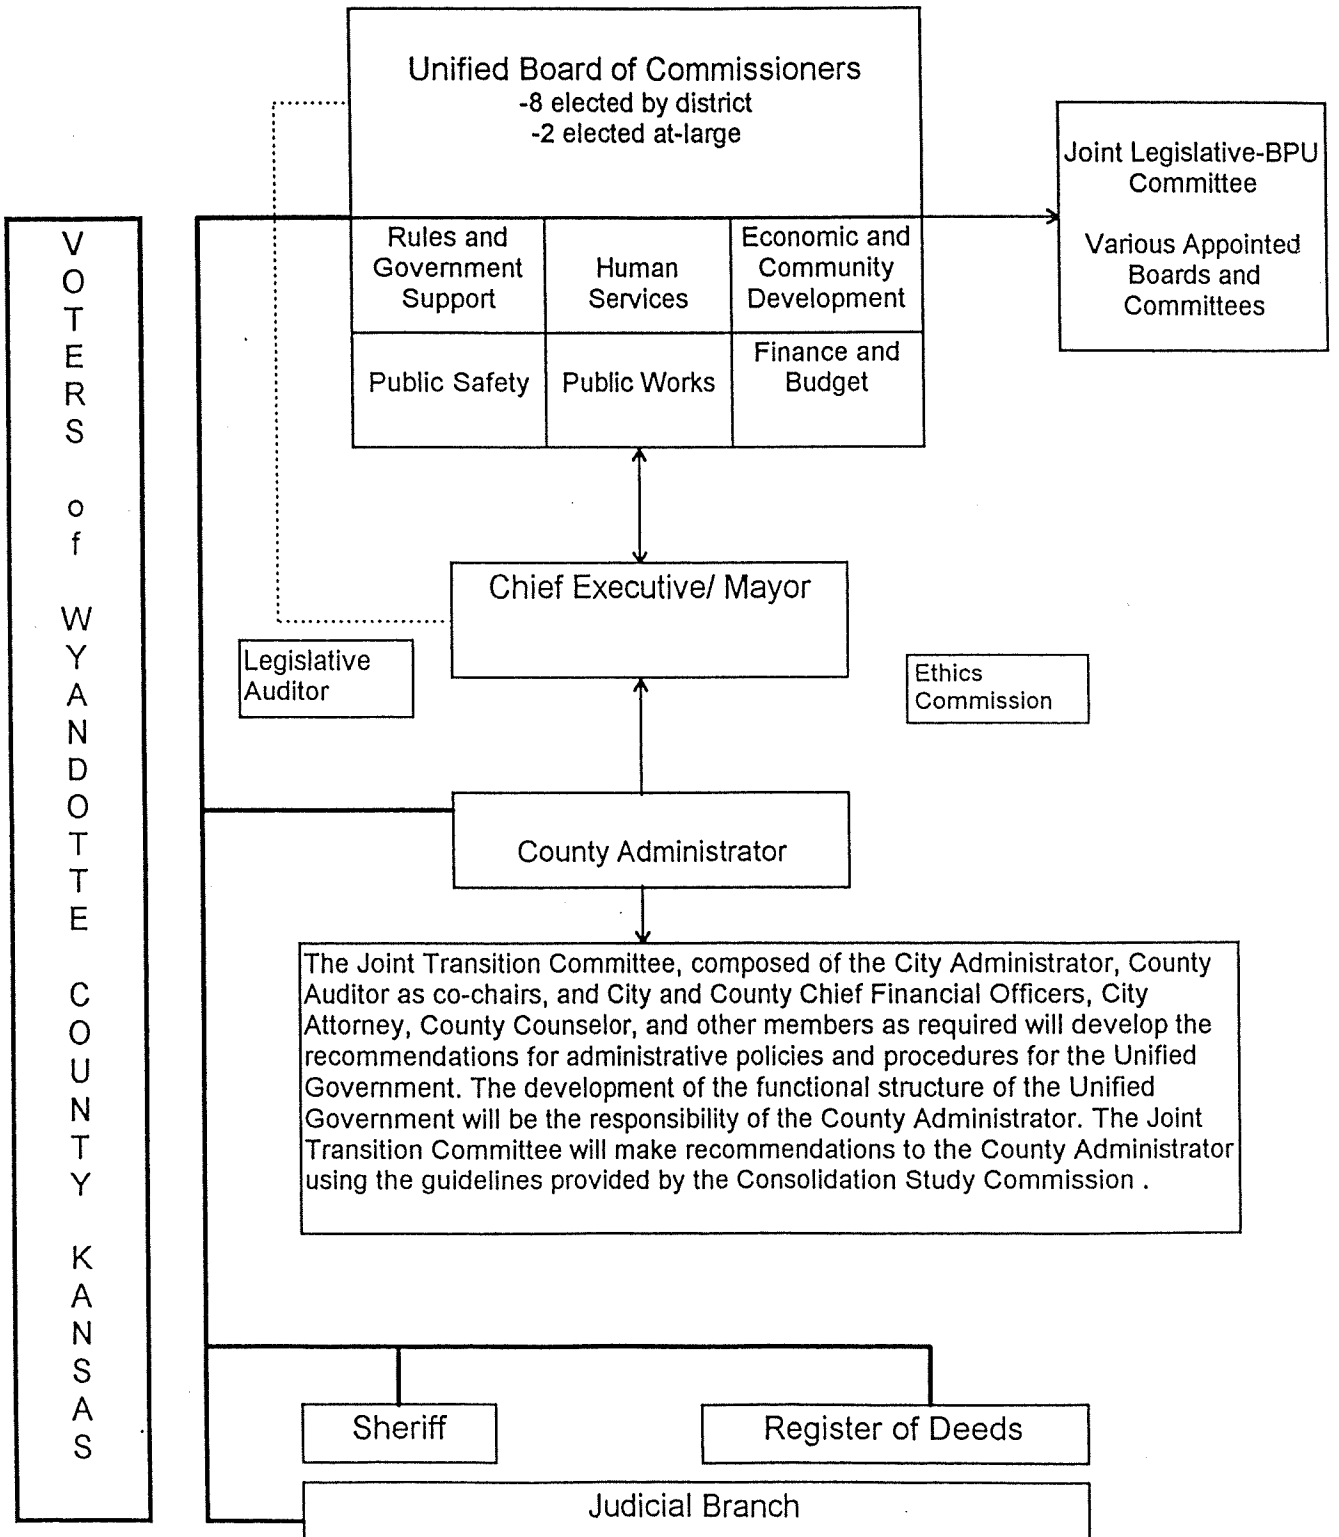 Unified Board of Commissioners
-8 elected by district
-2 elected at-large
Joint Legislative-BPU
Committee
Various Appointed
Boards and
Committees
VOTERS of WYANDOTTE COUNTY KANSAS
Rules and
Government
Support
Human
Services
Economic and
Community
Development
Public Safety
Public Works
Finance and
Budget
Chief Executive/ Mayor
Legislative
Auditor
Ethics
Commission
County Administrator
The Joint Transition Committee, composed of the City Administrator, County
Auditor as co-chairs, and City and County Chief Financial Officers, City
Attorney, County Counselor, and other members as required will develop the
recommendations for administrative policies and procedures for the Unified
Government. The development of the functional structure of the Unified
Government will be the responsibility of the County Administrator. The Joint
Transition Committee will make recommendations to the County Administrator
using the guidelines provided by the Consolidation Study Commission .
Sheriff
Register of Deeds
Judicial Branch